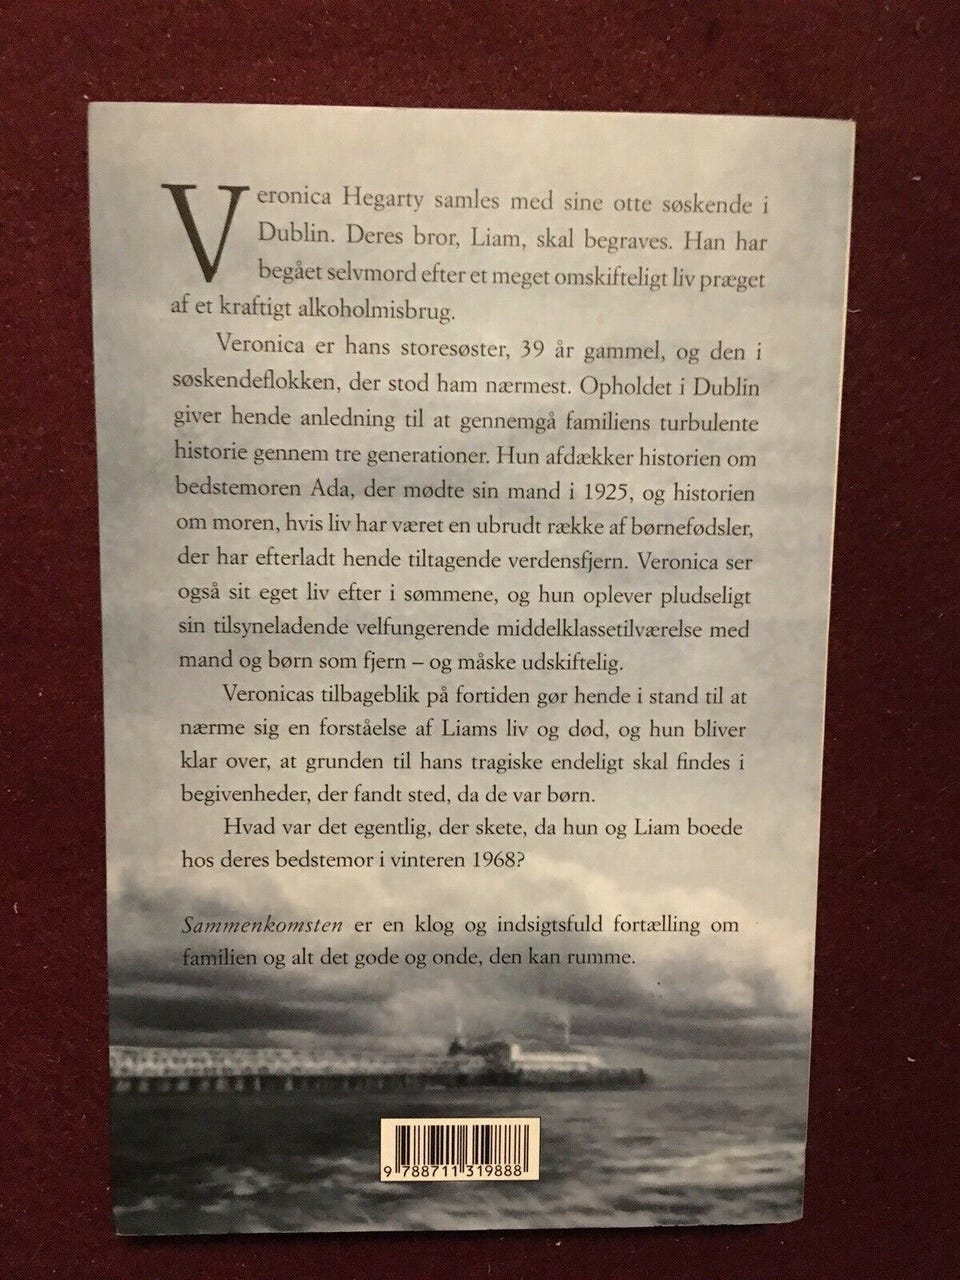 Veronica Hegarty samles med sine otte søskende i
Dublin. Deres bror, Liam, skal begraves. Han har
begået selvmord efter et meget omskifteligt liv præget
af et kraftigt alkoholmisbrug.
Veronica er hans storesøster, 39 år gammel, og den i
søskendeflokken, der stod ham nærmest. Opholdet i Dublin
giver hende anledning til at gennemgå familiens turbulente
historie gennem tre generationer. Hun afdækker historien om
bedstemoren Ada, der mødte sin mand i 1925, og historien
om moren, hvis liv har været en ubrudt række af børnefødsler,
der har efterladt hende tiltagende verdensfjern. Veronica ser
også sit eget liv efter i sømmene, og hun oplever pludseligt
sin tilsyneladende velfungerende middelklassetilværelse med
mand og børn som fjern – og måske udskiftelig.
Veronicas tilbageblik på fortiden gør hende i stand til at
nærme sig en forståelse af Liams liv og død, og hun bliver
klar over, at grunden til hans tragiske endeligt skal findes i
begivenheder, der fandt sted, da de var børn.
Hvad var det egentlig, der skete, da hun og Liam boede
hos deres bedstemor i vinteren 1968?
Sammenkomsten er en klog og indsigtsfuld fortælling om
familien og alt det gode og onde, den kan rumme.
9 788711 319888